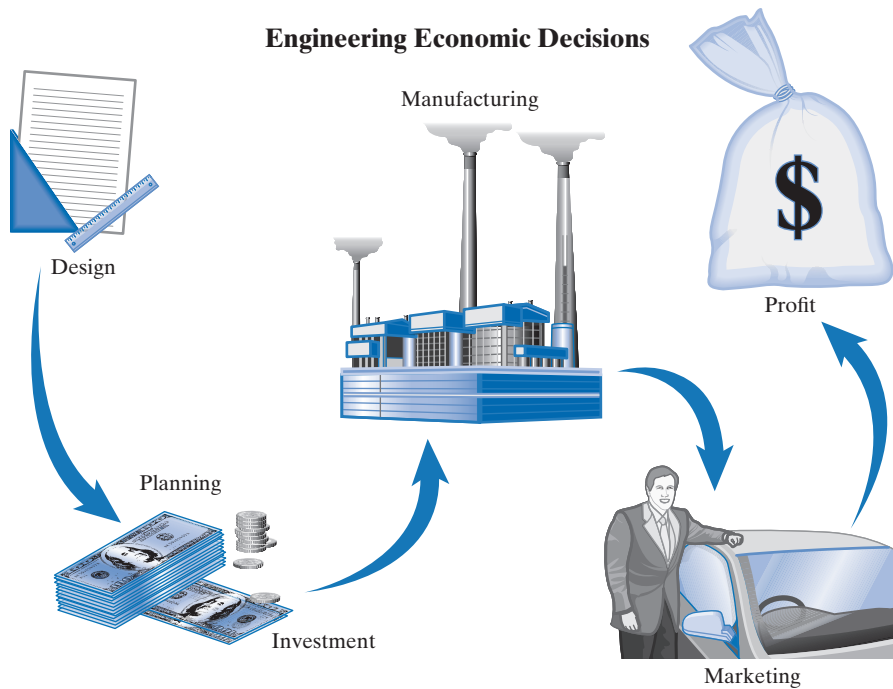 Engineering Economic Decisions
Design
Planning
Investment
Manufacturing
Marketing
Profit
$